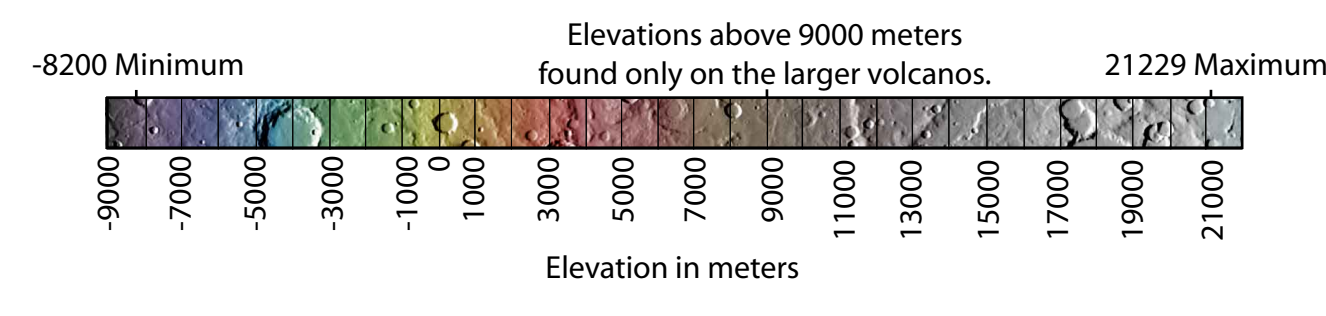 Elevations above 9000 meters
-8200 Minimum found only on the larger volcanos. 21229 Maximum
-9000 -7000 -5000 -3000 -1000 0 1000 3000 5000 7000 9000 11000 13000 15000 17000 19000 21000
Elevation in meters